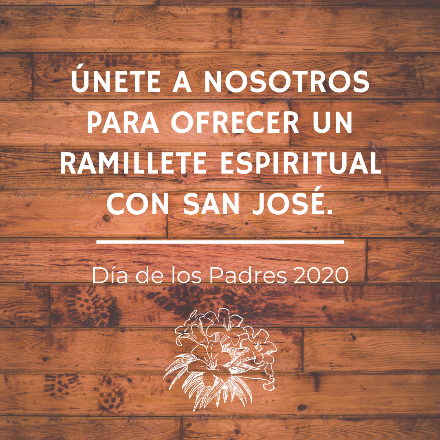 ÚNETE A NOSOTROS
PARA OFRECER UN
RAMILLETE ESPIRITUAL
CON SAN JOSÉ.
Día de los Padres 2020